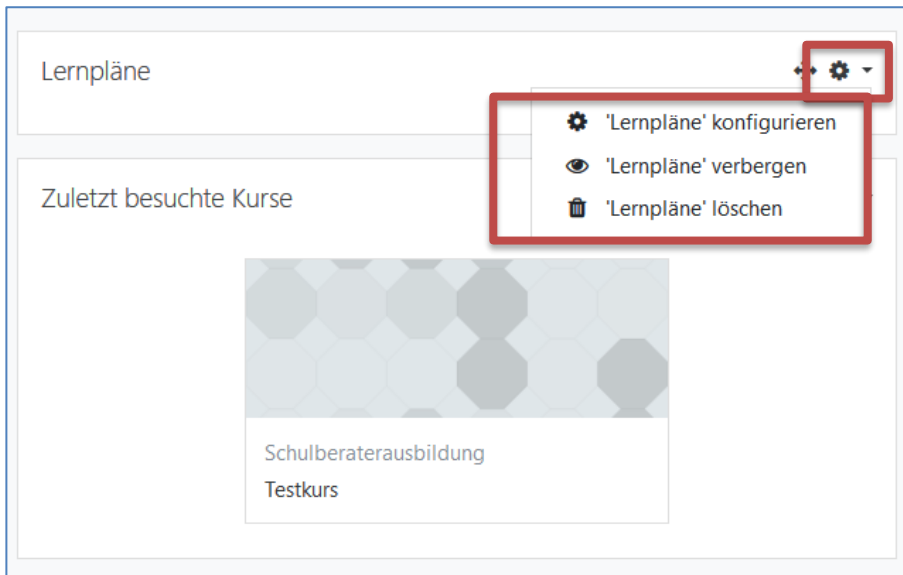 Lernpläne
'Lernpläne' konfigurieren
'Lernpläne' verbergen
'Lernpläne' löschen
Zuletzt besuchte Kurse
Schulberaterausbildung
Testkurs